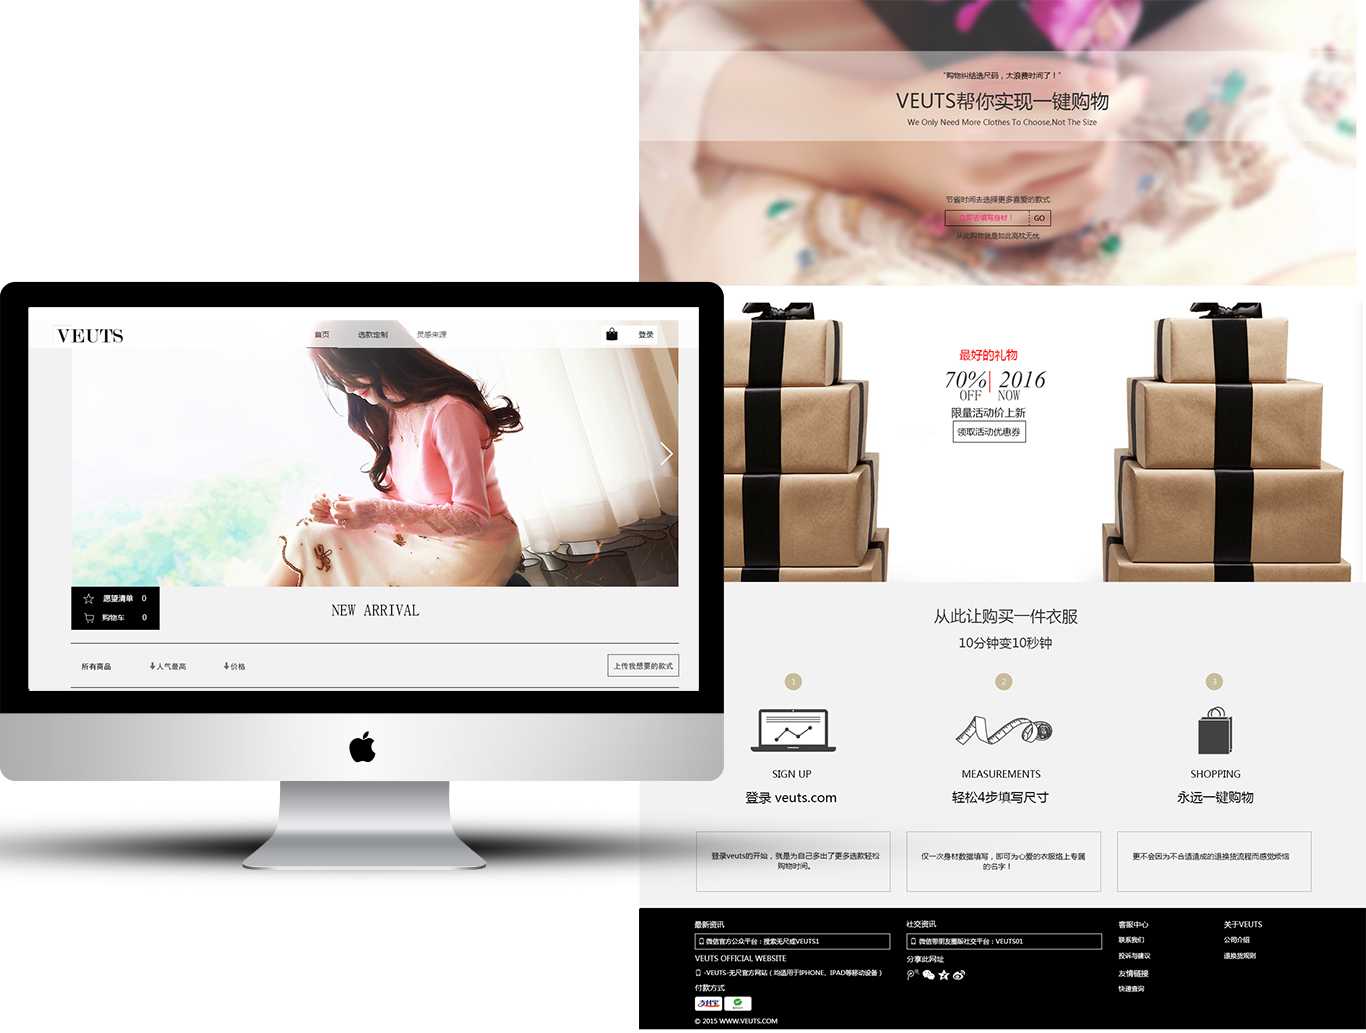 "购物纠结选尺码，太浪费时间了！"
VEUTS帮你实现一键购物
We Only Need More Clothes To Choose,Not The Size
节省时间去选择更多喜爱的款式
立即去填写身材！
GO
从此购物就是如此高枕无忧
VEUTS
首页
选款定制
灵感来源
登录
愿望清单 0
购物车 0
NEW ARRIVAL
所有商品
人气最高
价格
上传我想要的款式
最好的礼物
70% 2016
OFF NOW
限量活动价上新
领取活动优惠券
从此让购买一件衣服
10分钟变10秒钟
1
2
3
SIGN UP
MEASUREMENTS
SHOPPING
登录 veuts.com
轻松4步填写尺寸
永远一键购物
登录veuts的开始，就是为自己多出了更多选款轻松
购物时间。
仅一次身材数据填写，即可为心爱的衣服烙上专属
的名字！
更不会因为不合适造成的退换货流程而感觉烦恼
最新资讯
微信官方公众平台：搜索无尺成VEUTS1
VEUTS OFFICIAL WEBSITE
-VEUTS-无尺官方网站（均适用于IPHONE、IPAD等移动设备）
付款方式
支付宝
© 2015 WWW.VEUTS.COM
社交资讯
微信带朋友圈版社交平台：VEUTS01
分享此网址
客服中心
联系我们
投诉与建议
友情链接
快速查询
关于VEUTS
公司介绍
退换货规则